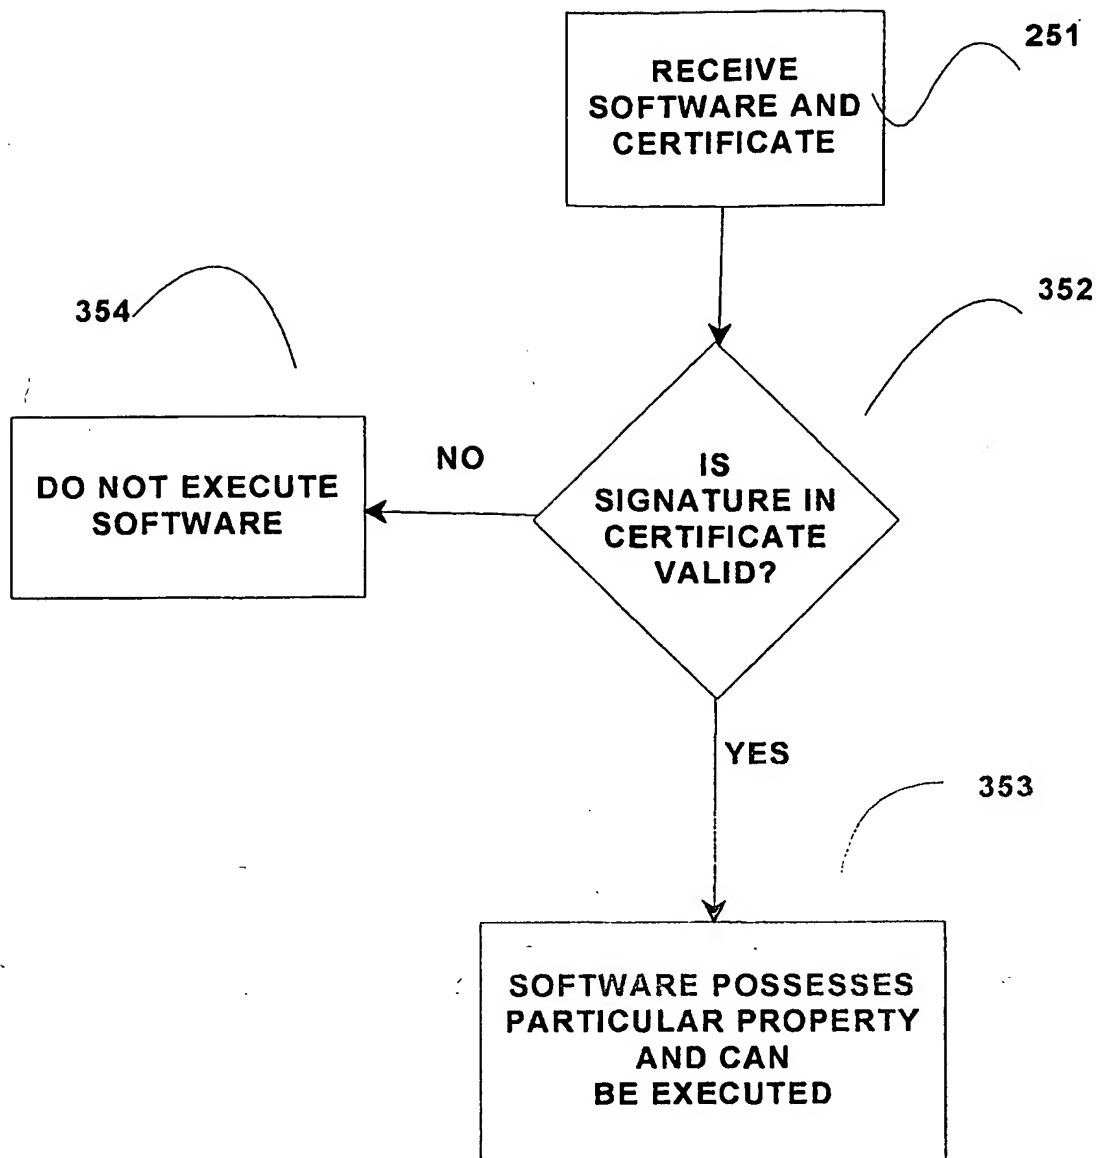 251
RECEIVE
SOFTWARE AND
CERTIFICATE
352
354
NO
IS
SIGNATURE IN
CERTIFICATE
VALID?
DO NOT EXECUTE
SOFTWARE
YES
353
SOFTWARE POSSESSES
PARTICULAR PROPERTY
AND CAN
BE EXECUTED